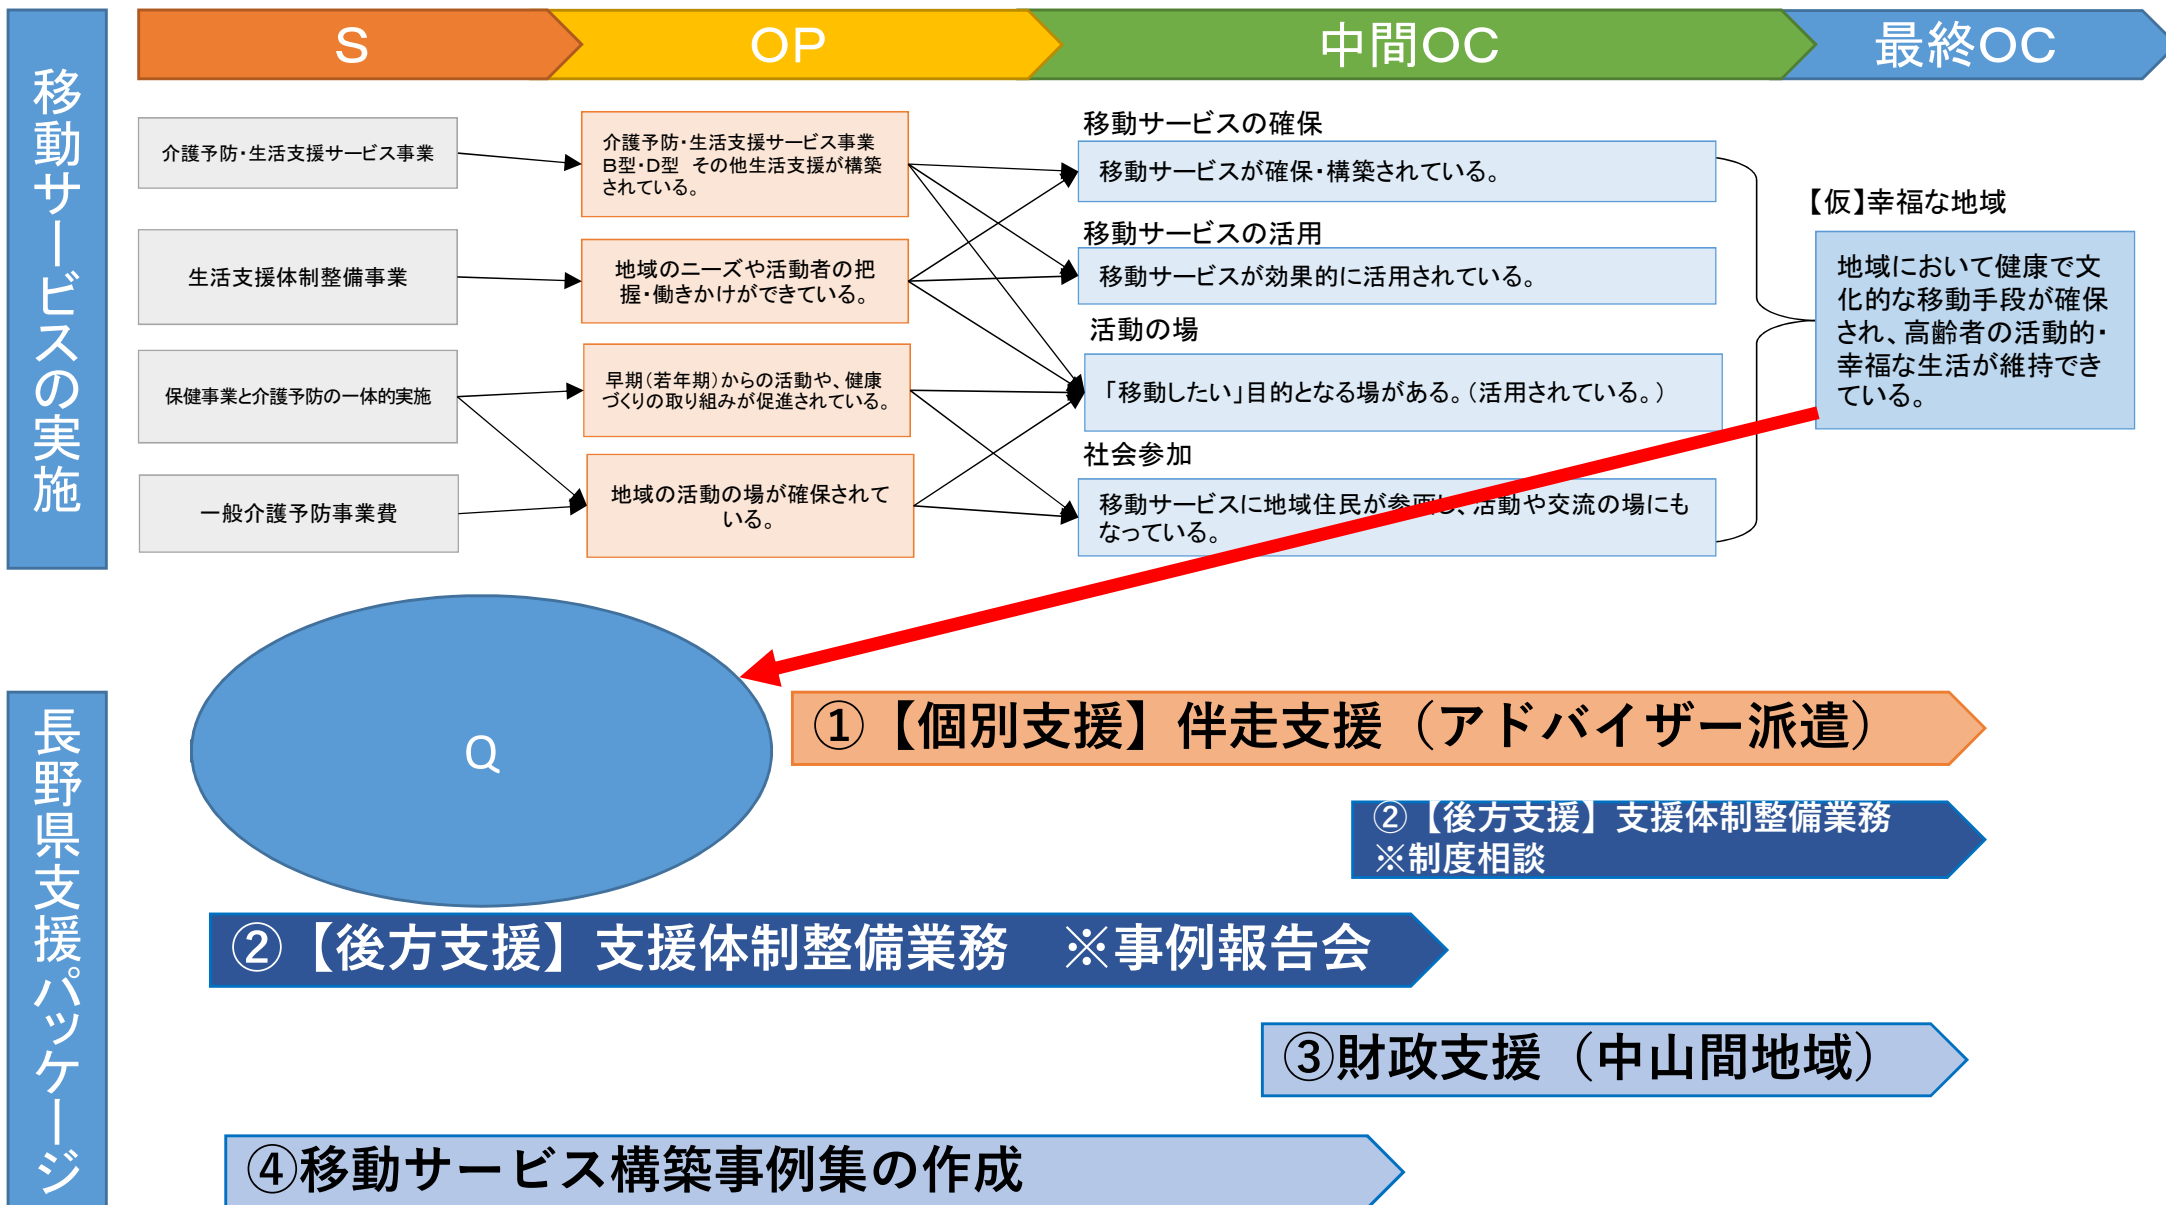 移動サービスの実施
S
OP
中間OC
最終OC
介護予防・生活支援サービス事業
生活支援体制整備事業
保健事業と介護予防の一体的実施
一般介護予防事業費
介護予防・生活支援サービス事業
B型・D型　その他生活支援が構築
されている。
地域のニーズや活動者の把
握・働きかけができている。
早期（若年期）からの活動や、健康
づくりの取り組みが促進されている。
地域の活動の場が確保されて
いる。
移動サービスの確保
移動サービスが確保・構築されている。
移動サービスの活用
移動サービスが効果的に活用されている。
活動の場
「移動したい」目的となる場がある。（活用されている。）
社会参加
移動サービスに地域住民が参画し、活動や交流の場にも
なっている。
【仮】幸福な地域
地域において健康で文
化的な移動手段が確保
され、高齢者の活動的・
幸福な生活が維持でき
ている。
長野県支援パッケージ
Q
①【個別支援】伴走支援（アドバイザー派遣）
②【後方支援】支援体制整備業務
※制度相談
②【後方支援】支援体制整備業務　※事例報告会
③財政支援（中山間地域）
④移動サービス構築事例集の作成